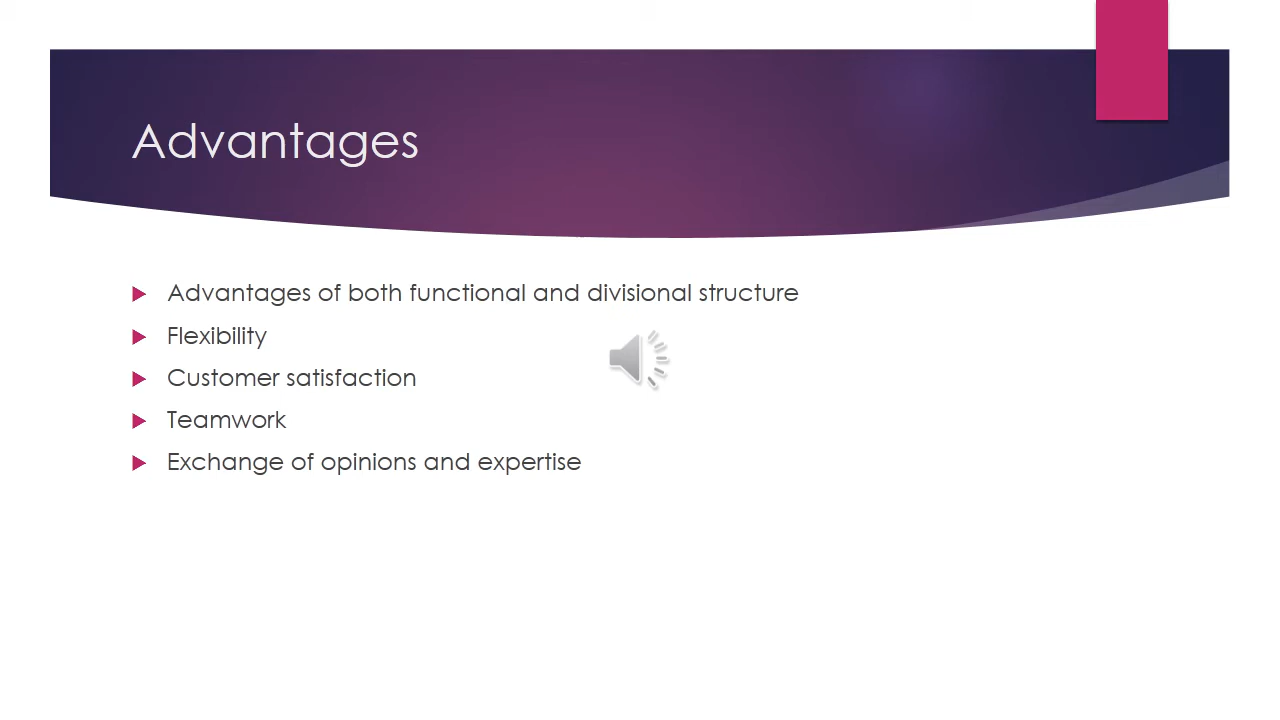 Advantages
Advantages of both functional and divisional structure
Flexibility
Customer satisfaction
Teamwork
Exchange of opinions and expertise